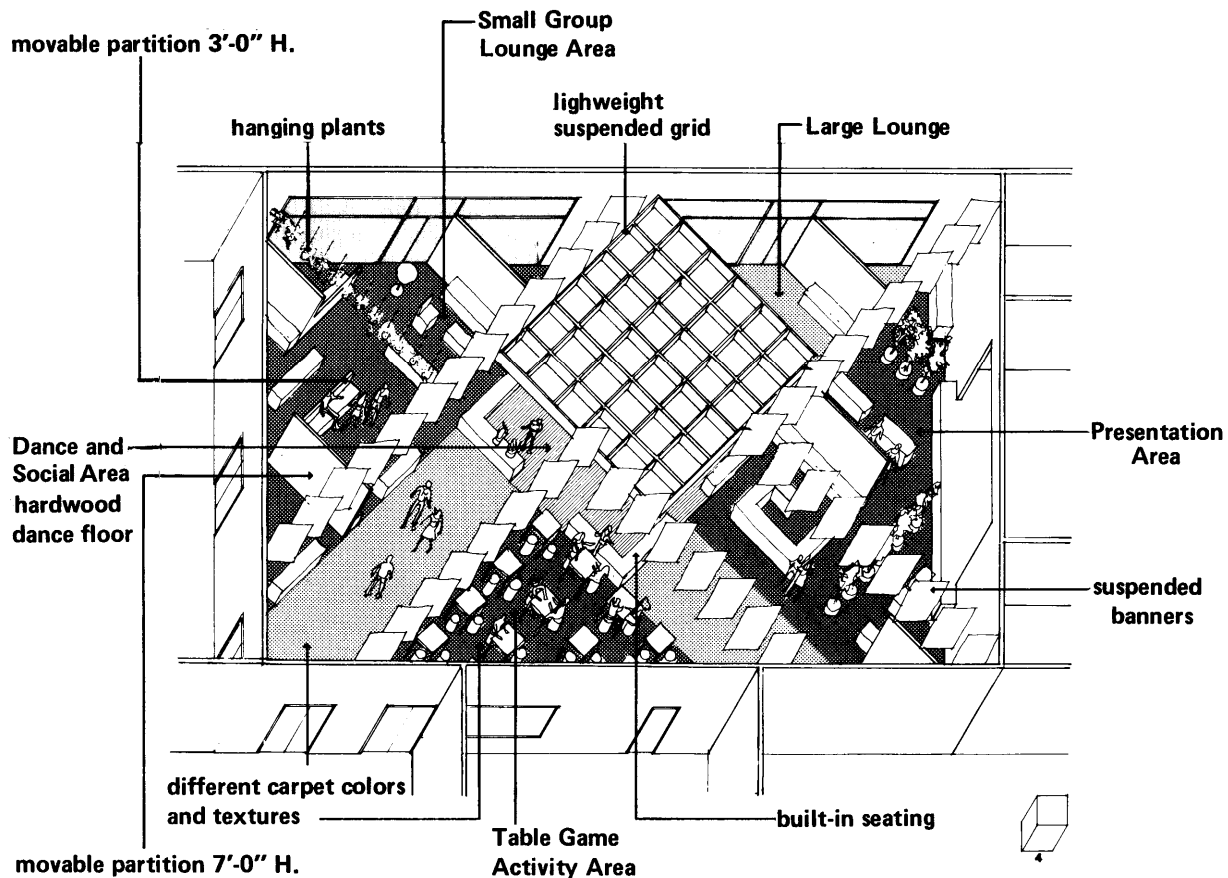 Small Group
Lounge Area
movable partition 3′-0″ H.
lighweight
suspended grid
hanging plants
Large Lounge
Dance and
Social Area
hardwood
dance floor
Presentation
Area
suspended
banners
different carpet colors
and textures
built-in seating
Table Game
Activity Area
movable partition 7′-0″ H.
4